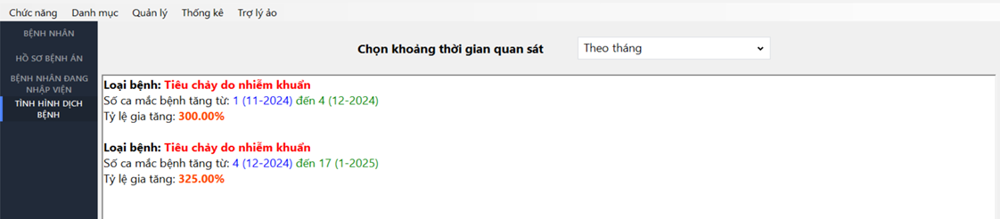 Chức năng Danh mục Quản lý Thống kê Trợ lý ảo
BỆNH NHÂN
HỒ SƠ BỆNH ÁN
BỆNH NHÂN ĐANG
NHẬP VIỆN
TÌNH HÌNH DỊCH
BỆNH
Chọn khoảng thời gian quan sát
Theo tháng
Loại bệnh: Tiêu chảy do nhiễm khuẩn
Số ca mắc bệnh tăng từ: 1 (11-2024) đến 4 (12-2024)
Tỷ lệ gia tăng: 300.00%
Loại bệnh: Tiêu chảy do nhiễm khuẩn
Số ca mắc bệnh tăng từ: 4 (12-2024) đến 17 (1-2025)
Tỷ lệ gia tăng: 325.00%